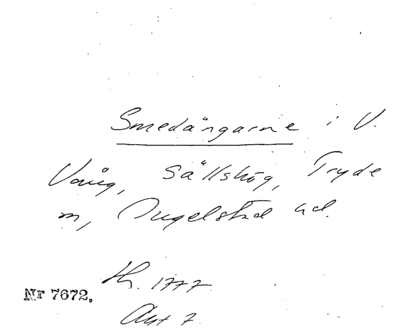 Smedängarne i V.
Vång, Sällshög, Tryde
m, Ingelstad hd.
Nr 7672.
H. 1777.
Akt 7